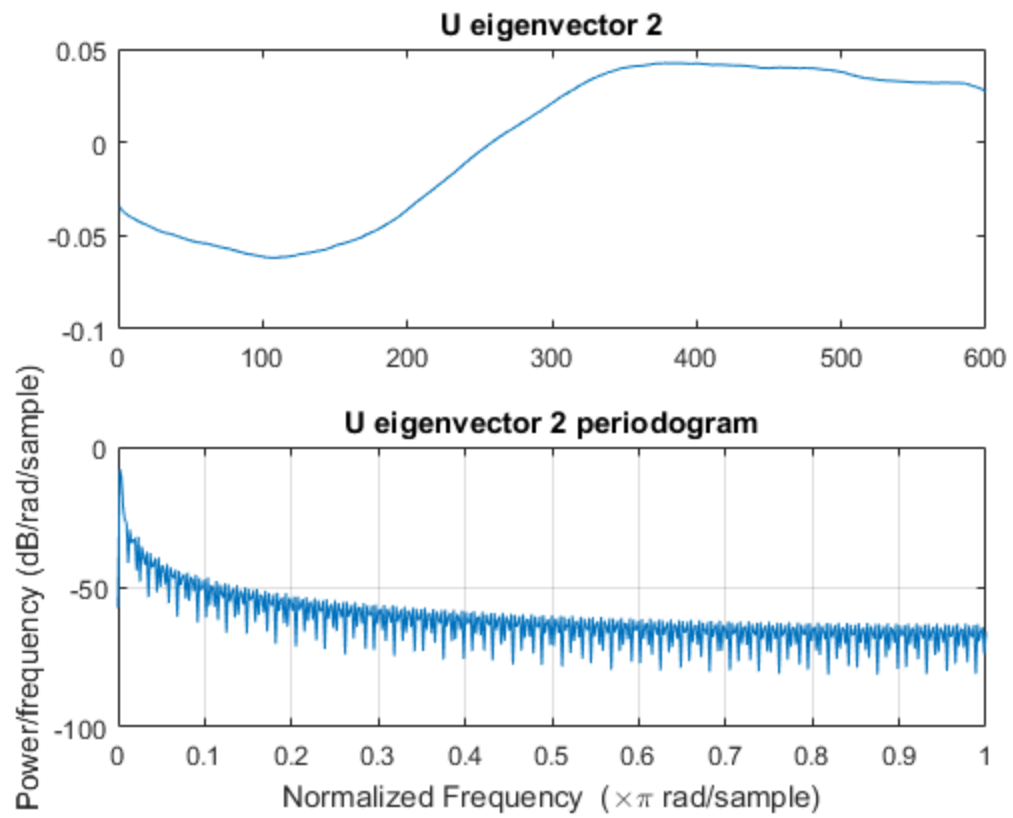 U eigenvector 2
0.05
0
-0.05
-0.1
0 100 200 300 400 500 600
U eigenvector 2 periodogram
Power/frequency (dB/rad/sample)
0
-50
-100
0 0.1 0.2 0.3 0.4 0.5 0.6 0.7 0.8 0.9 1
Normalized Frequency (×π rad/sample)